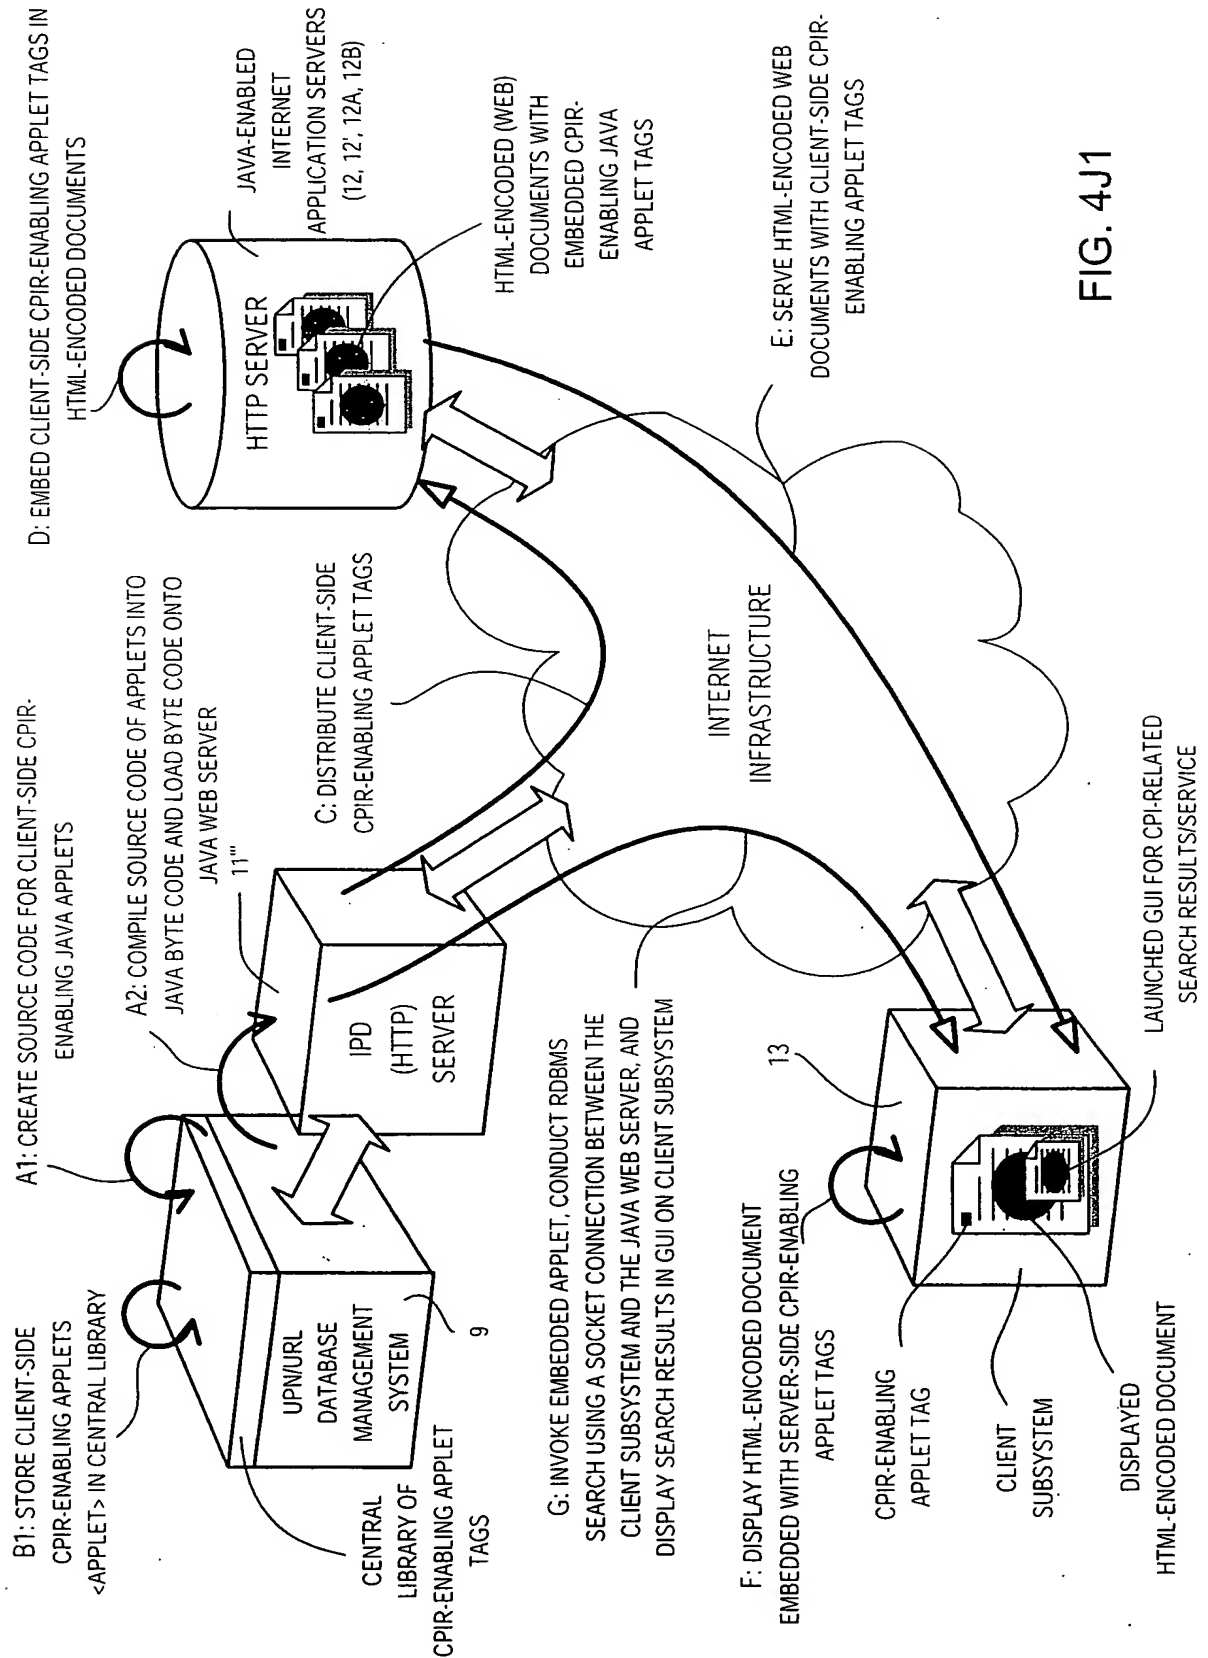 B1: STORE CLIENT-SIDE
CPIR-ENABLING APPLETS
<APPLET> IN CENTRAL LIBRARY
A1: CREATE SOURCE CODE FOR CLIENT-SIDE CPIR-
ENABLING JAVA APPLETS
A2: COMPILE SOURCE CODE OF APPLETS INTO
JAVA BYTE CODE AND LOAD BYTE CODE ONTO
JAVA WEB SERVER
11'''
D: EMBED CLIENT-SIDE CPIR-ENABLING APPLET TAGS IN
HTML-ENCODED DOCUMENTS
JAVA-ENABLED
INTERNET
APPLICATION SERVERS
(12, 12', 12A, 12B)
HTTP SERVER
HTML-ENCODED (WEB)
DOCUMENTS WITH
EMBEDDED CPIR-
ENABLING JAVA
APPLET TAGS
C: DISTRIBUTE CLIENT-SIDE
CPIR-ENABLING APPLET TAGS
UPN/URL
DATABASE
MANAGEMENT
SYSTEM
9
IPD
(HTTP)
SERVER
CENTRAL
LIBRARY OF
CPIR-ENABLING APPLET
TAGS
INTERNET
INFRASTRUCTURE
E: SERVE HTML-ENCODED WEB
DOCUMENTS WITH CLIENT-SIDE CPIR-
ENABLING APPLET TAGS
G: INVOKE EMBEDDED APPLET, CONDUCT RDBMS
SEARCH USING A SOCKET CONNECTION BETWEEN THE
CLIENT SUBSYSTEM AND THE JAVA WEB SERVER, AND
DISPLAY SEARCH RESULTS IN GUI ON CLIENT SUBSYSTEM
F: DISPLAY HTML-ENCODED DOCUMENT
EMBEDDED WITH SERVER-SIDE CPIR-ENABLING
APPLET TAGS
13
CPIR-ENABLING
APPLET TAG
CLIENT
SUBSYSTEM
DISPLAYED
HTML-ENCODED DOCUMENT
LAUNCHED GUI FOR CPI-RELATED
SEARCH RESULTS/SERVICE
FIG. 4J1